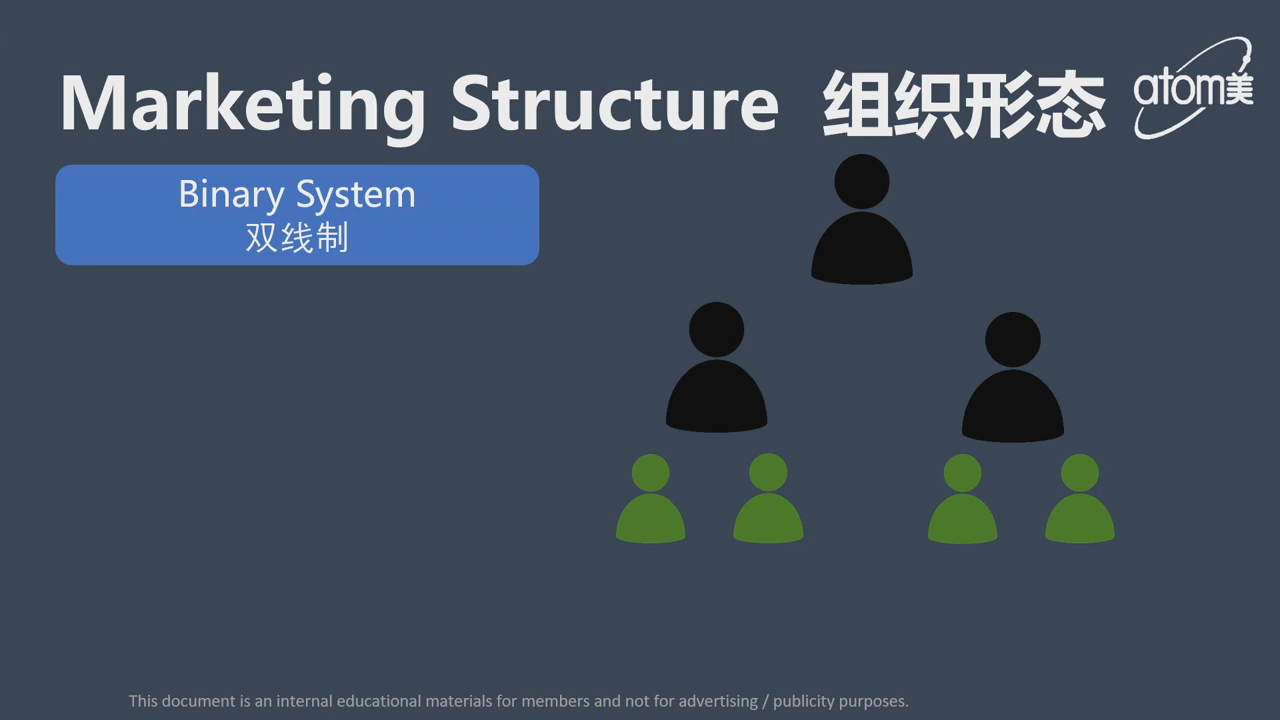 Marketing Structure 组织形态
atom美
Binary System
双线制
This document is an internal educational materials for members and not for advertising / publicity purposes.